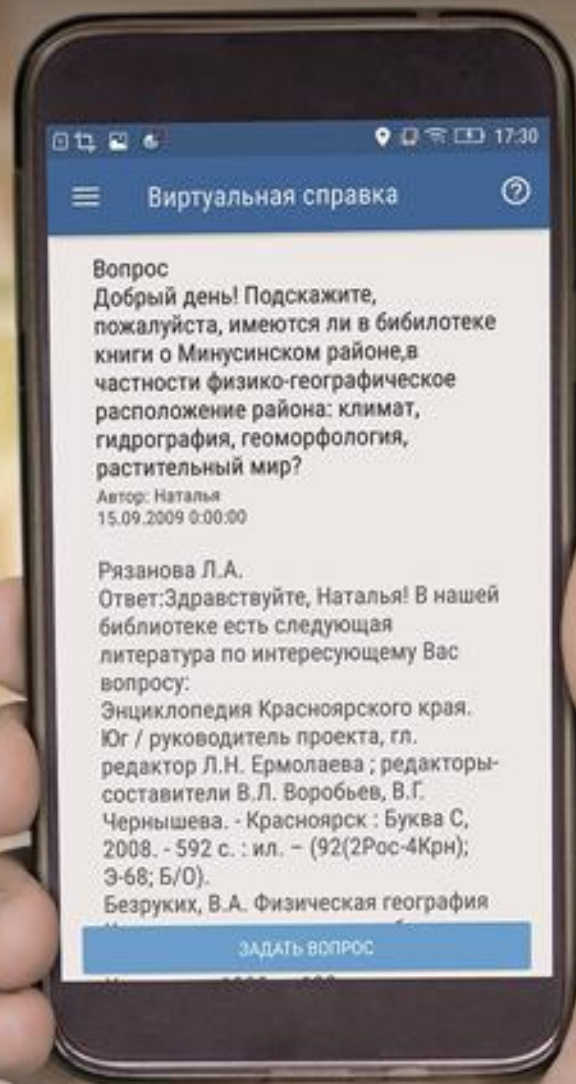 17:30
Виртуальная справка
Вопрос
Добрый день! Подскажите,
пожалуйста, имеются ли в бибилотеке
книги о Минусинском районе,в
частности физико-географическое
расположение района: климат,
гидрография, геоморфология,
растительный мир?
Автор: Наталья
15.09.2009 0:00:00
Рязанова Л.А.
Ответ:Здравствуйте, Наталья! В нашей
библиотеке есть следующая
литература по интересующему Вас
вопросу:
Энциклопедия Красноярского края.
Юг / руководитель проекта, гл.
редактор Л.Н. Ермолаева ; редакторы-
составители В.Л. Воробьев, В.Г.
Чернышева. - Красноярск : Буква С,
2008. - 592 с. : ил. – (92(2Рос-4Крн);
Э-68; Б/О).
Безруких, В.А. Физическая география
ЗАДАТЬ ВОПРОС